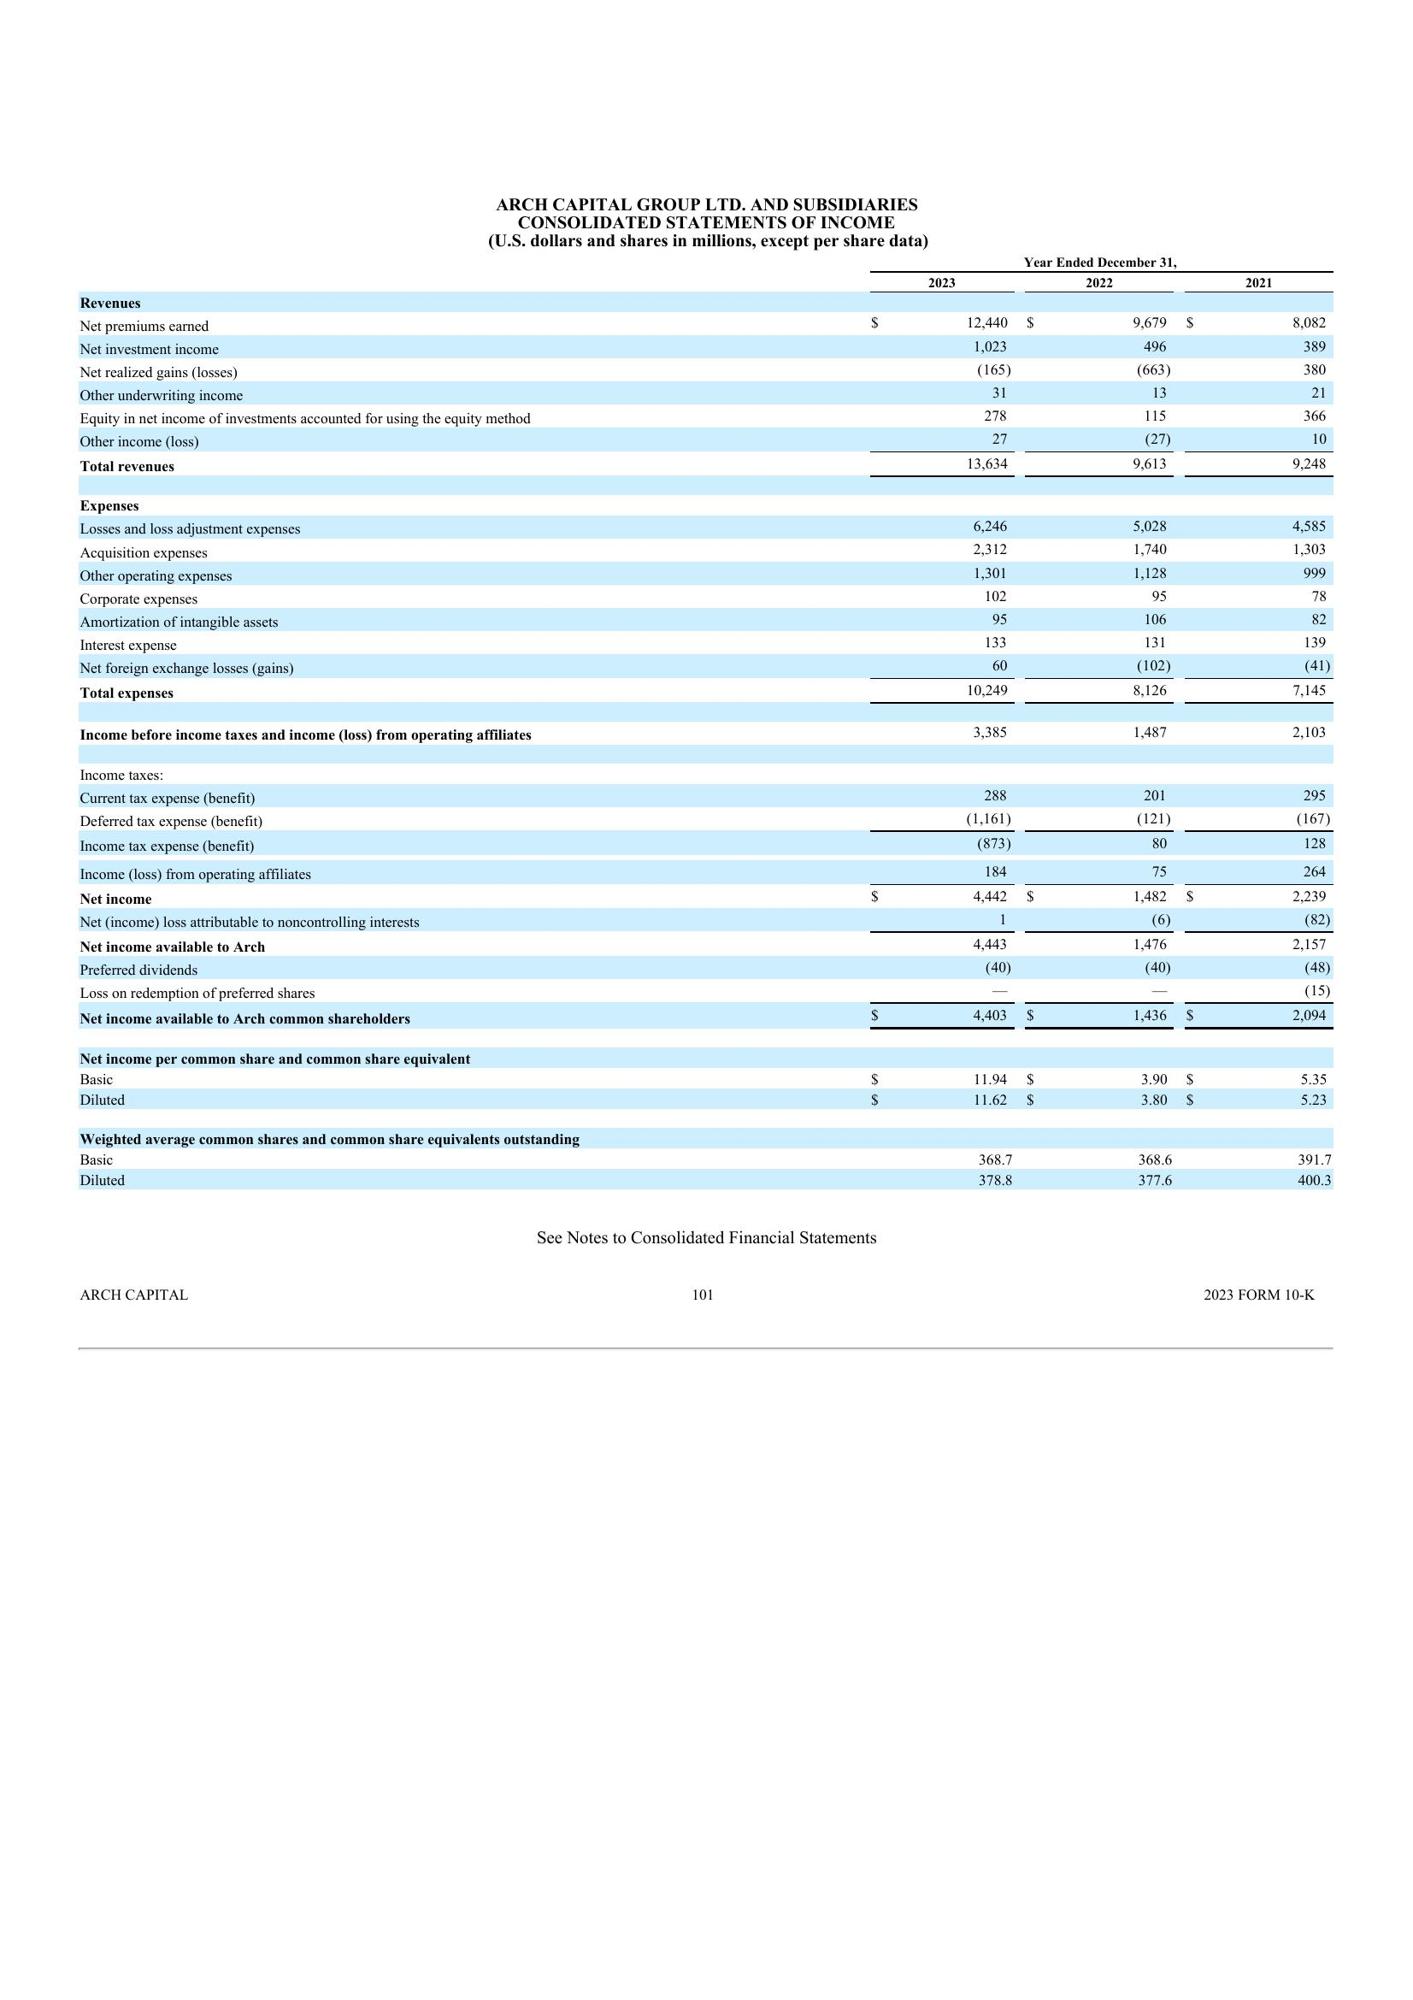 ARCH CAPITAL GROUP LTD. AND SUBSIDIARIES
CONSOLIDATED STATEMENTS OF INCOME
(U.S. dollars and shares in millions, except per share data)
Year Ended December 31,
2023 2022 2021
Revenues
Net premiums earned $ 12,440 $ 9,679 $ 8,082
Net investment income 1,023 496 389
Net realized gains (losses) (165) (663) 380
Other underwriting income 31 13 21
Equity in net income of investments accounted for using the equity method 278 115 366
Other income (loss) 27 (27) 10
Total revenues 13,634 9,613 9,248
Expenses
Losses and loss adjustment expenses 6,246 5,028 4,585
Acquisition expenses 2,312 1,740 1,303
Other operating expenses 1,301 1,128 999
Corporate expenses 102 95 78
Amortization of intangible assets 95 106 82
Interest expense 133 131 139
Net foreign exchange losses (gains) 60 (102) (41)
Total expenses 10,249 8,126 7,145
Income before income taxes and income (loss) from operating affiliates 3,385 1,487 2,103
Income taxes:
Current tax expense (benefit) 288 201 295
Deferred tax expense (benefit) (1,161) (121) (167)
Income tax expense (benefit) (873) 80 128
Income (loss) from operating affiliates 184 75 264
Net income $ 4,442 $ 1,482 $ 2,239
Net (income) loss attributable to noncontrolling interests 1 (6) (82)
Net income available to Arch 4,443 1,476 2,157
Preferred dividends (40) (40) (48)
Loss on redemption of preferred shares — — (15)
Net income available to Arch common shareholders $ 4,403 $ 1,436 $ 2,094
Net income per common share and common share equivalent
Basic $ 11.94 $ 3.90 $ 5.35
Diluted $ 11.62 $ 3.80 $ 5.23
Weighted average common shares and common share equivalents outstanding
Basic 368.7 368.6 391.7
Diluted 378.8 377.6 400.3
See Notes to Consolidated Financial Statements
ARCH CAPITAL 101 2023 FORM 10-K